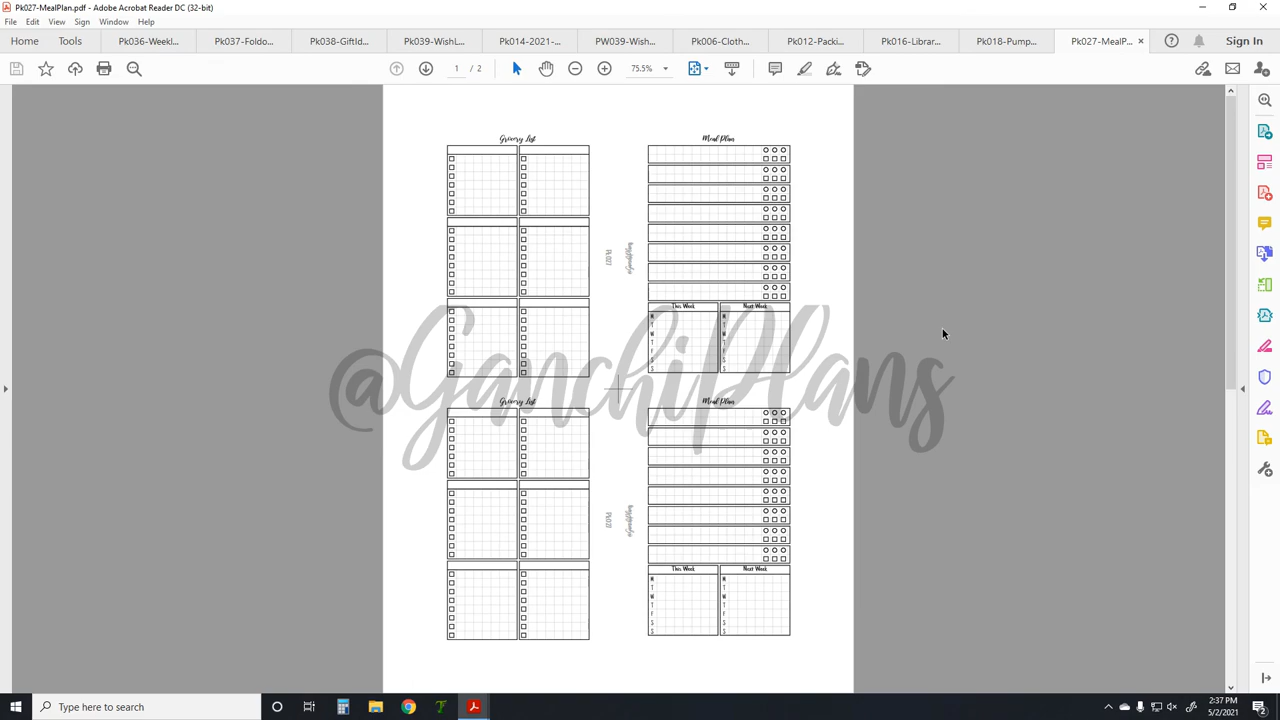 Pk027-MealPlan.pdf - Adobe Acrobat Reader DC (32-bit)
File Edit View Sign Window Help
Home Tools Pk036-Weekl... Pk037-Foldo... Pk038-GiftId... PK039-WishL... Pk014-2021-... PW039-Wish... Pk006-Cloth... Pk012-Packi... Pk016-Librar... Pk018-Pump... Pk027-MealP... Sign In
1 / 2 75.5%
Grocery List Meal Plan
Pk027
This Week Next Week
M M
T T
W W
T T
F F
S S
S S
@GanchiPlans
Grocery List Meal Plan
Pk027
This Week Next Week
M M
T T
W W
T T
F F
S S
S S
Type here to search
2:37 PM
5/2/2021
2